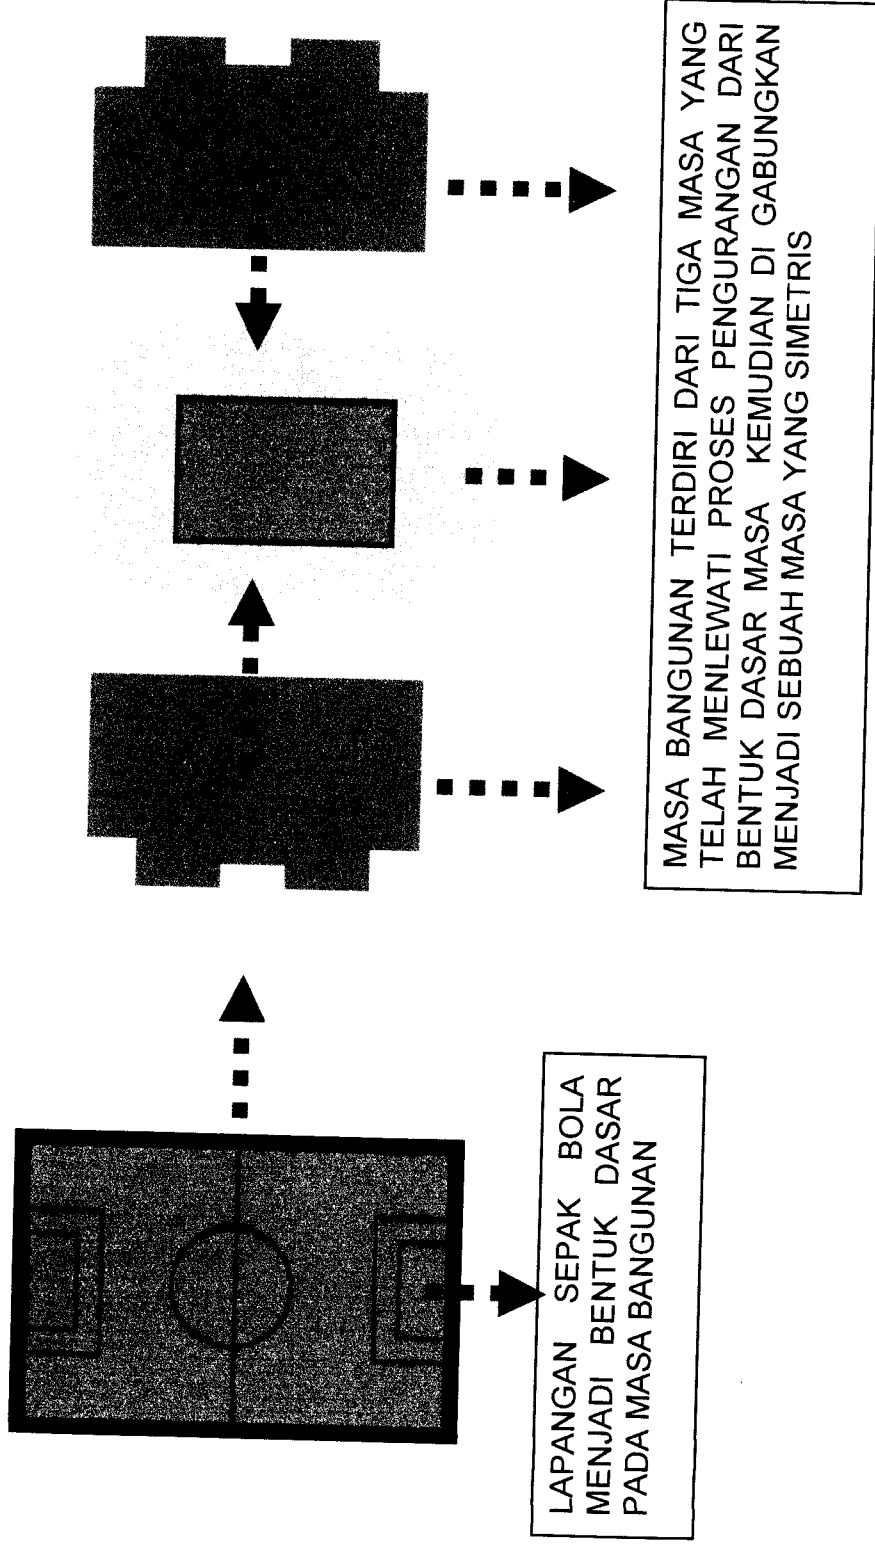 LAPANGAN SEPAK BOLA
MENJADI BENTUK DASAR
PADA MASA BANGUNAN
MASA BANGUNAN TERDIRI DARI TIGA MASA YANG
TELAH MENLEWATI PROSES PENGURANGAN DARI
BENTUK DASAR MASA KEMUDIAN DI GABUNGKAN
MENJADI SEBUAH MASA YANG SIMETRIS